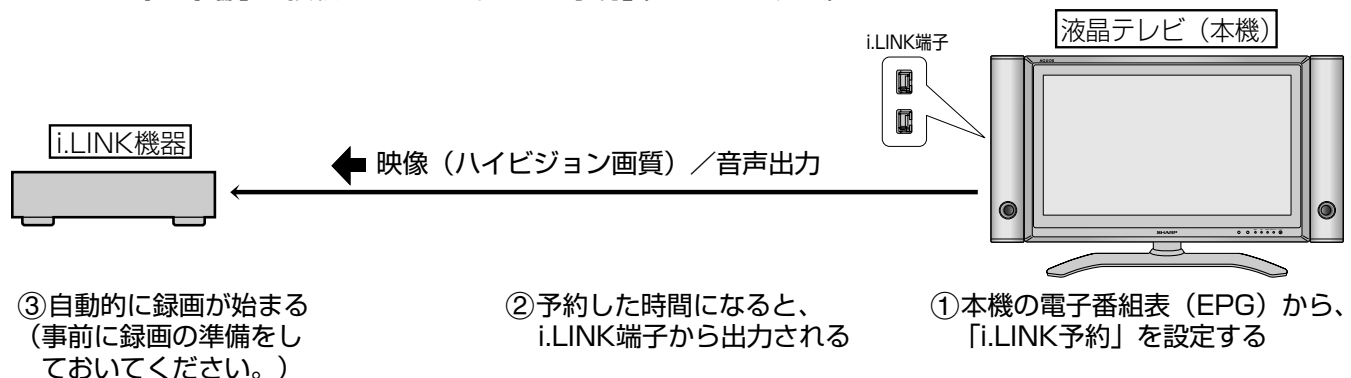 液晶テレビ（本機）
i.LINK端子
AQUOS
i.LINK機器
映像（ハイビジョン画質）／音声出力
SHARP
③自動的に録画が始まる
（事前に録画の準備をし
ておいてください。）
②予約した時間になると、
i.LINK端子から出力される
①本機の電子番組表（EPG）から、
「i.LINK予約」を設定する